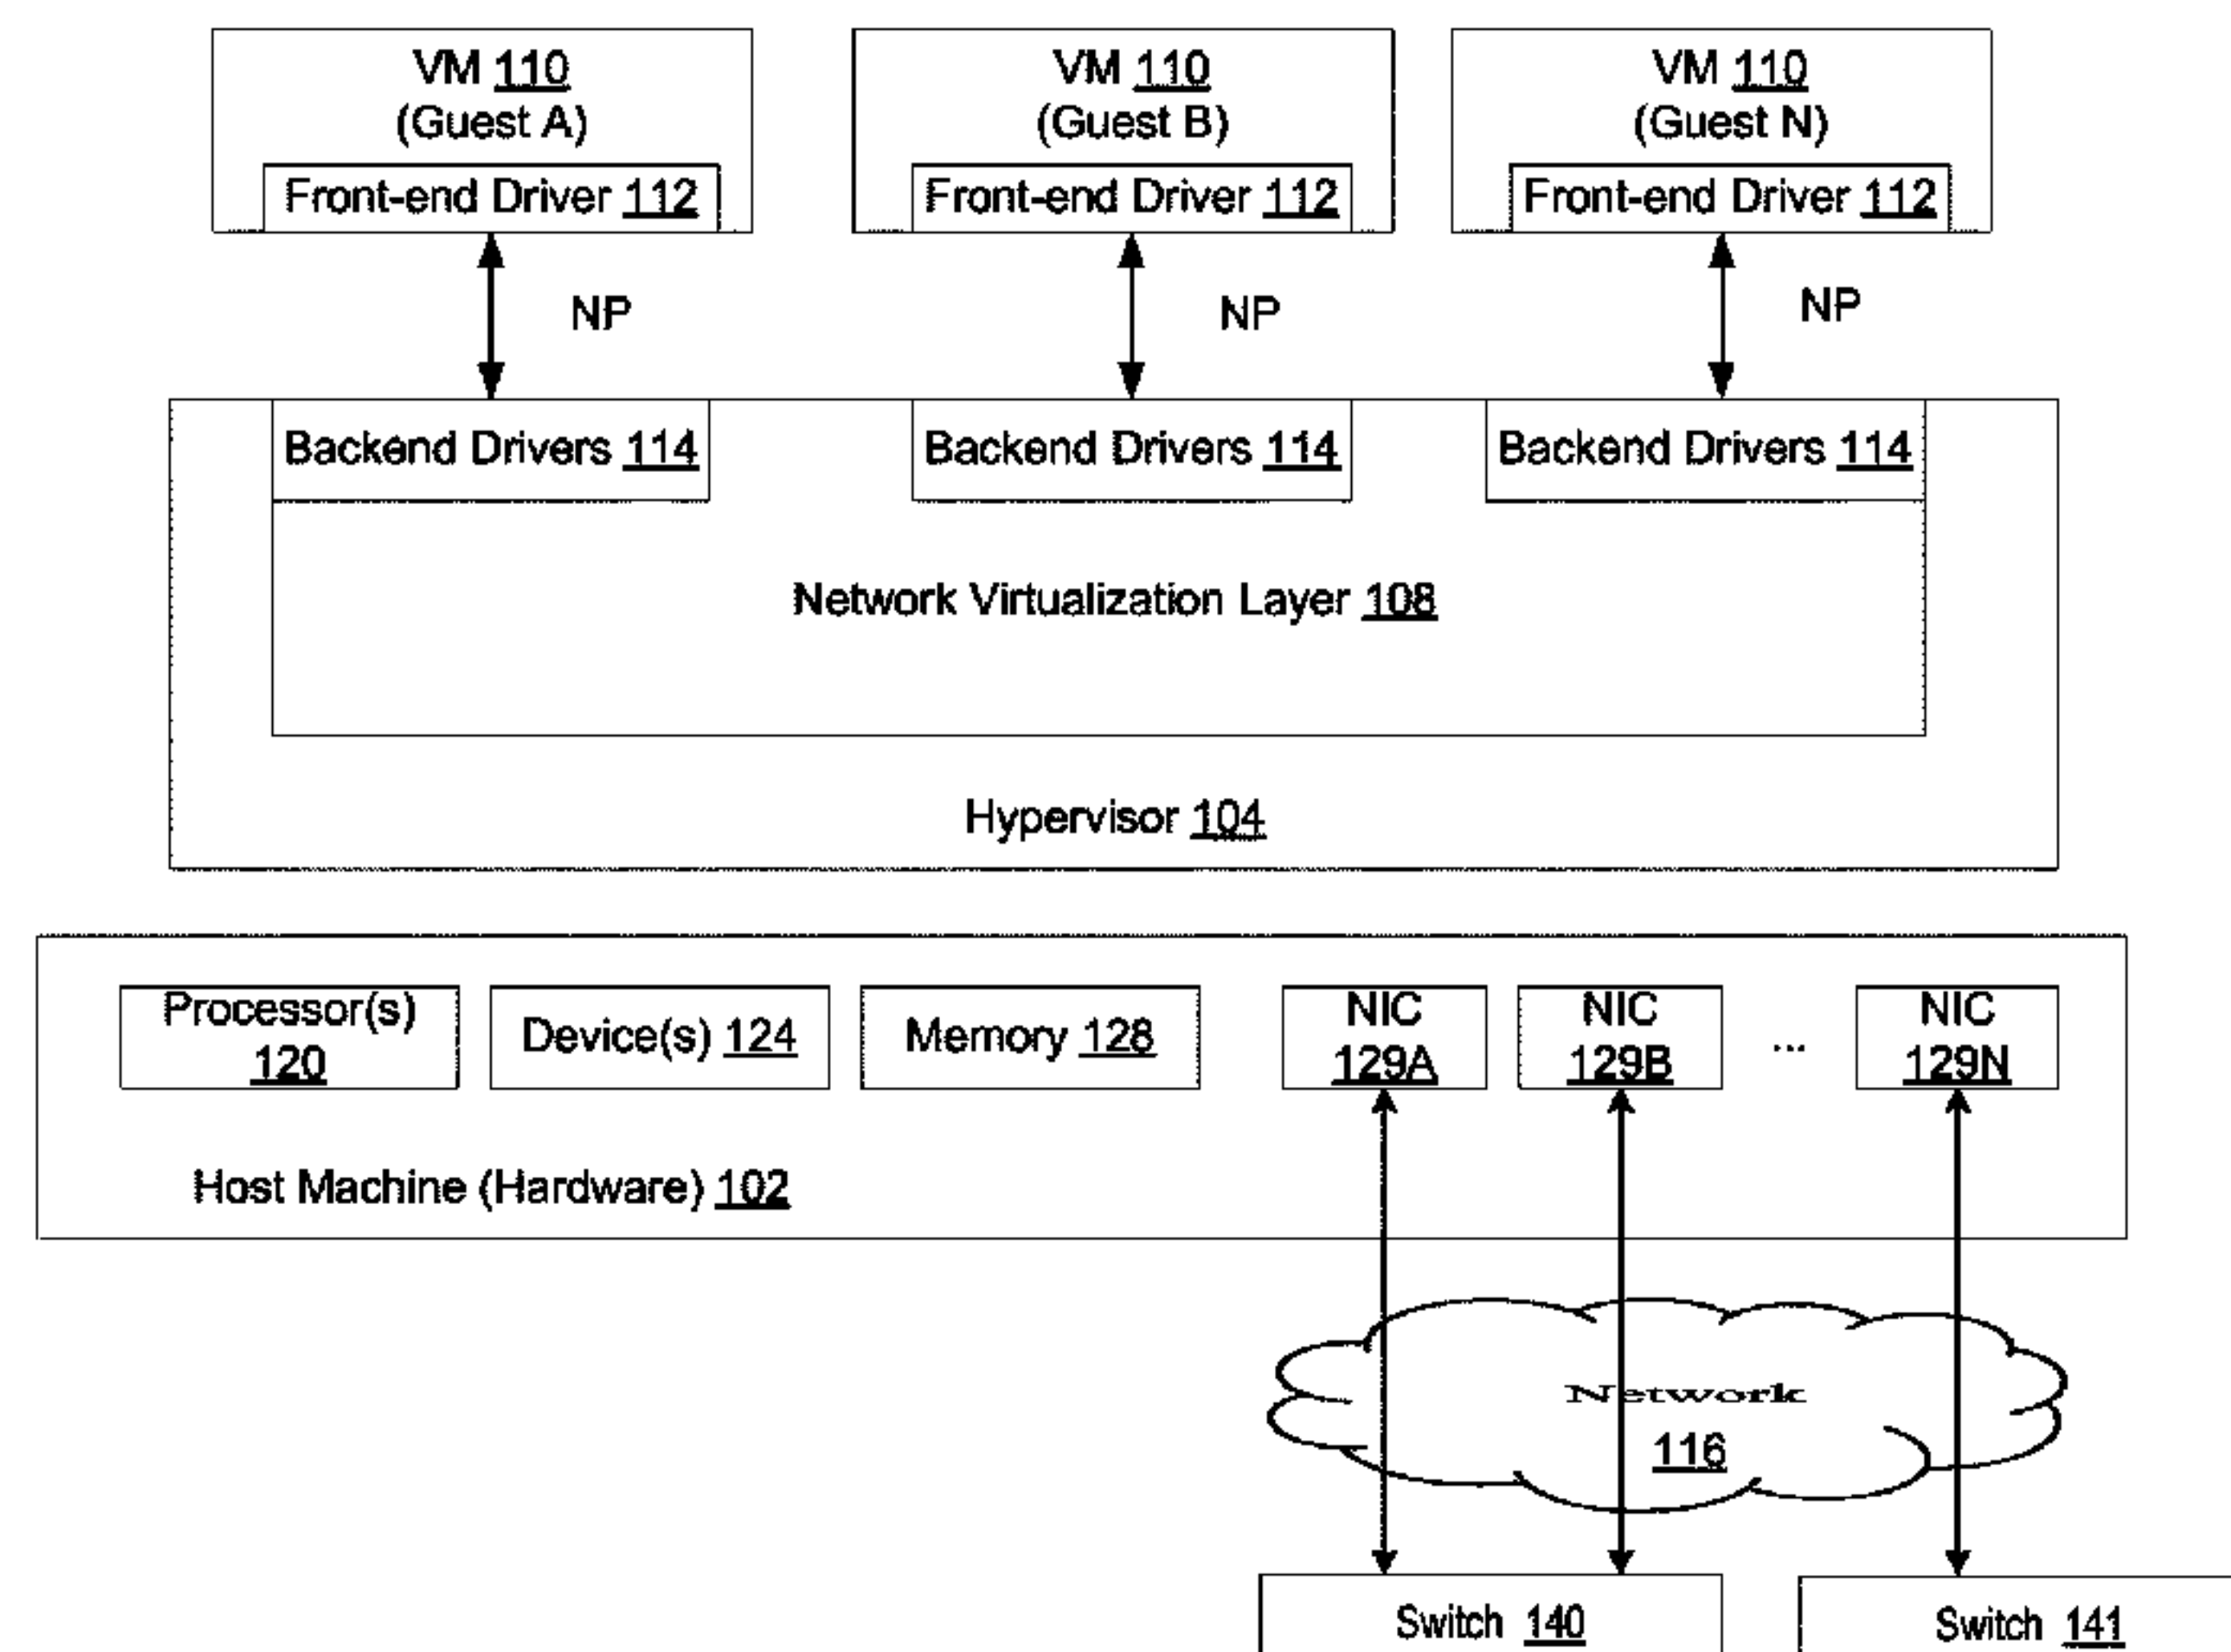 VM 110
(Guest A)
Front-end Driver 112
VM 110
(Guest B)
Front-end Driver 112
VM 110
(Guest N)
Front-end Driver 112
NP
NP
NP
Backend Drivers 114
Backend Drivers 114
Backend Drivers 114
Network Virtualization Layer 108
Hypervisor 104
Processor(s)
120
Device(s) 124
Memory 128
NIC
129A
NIC
129B
...
NIC
129N
Host Machine (Hardware) 102
Network
116
Switch 140
Switch 141